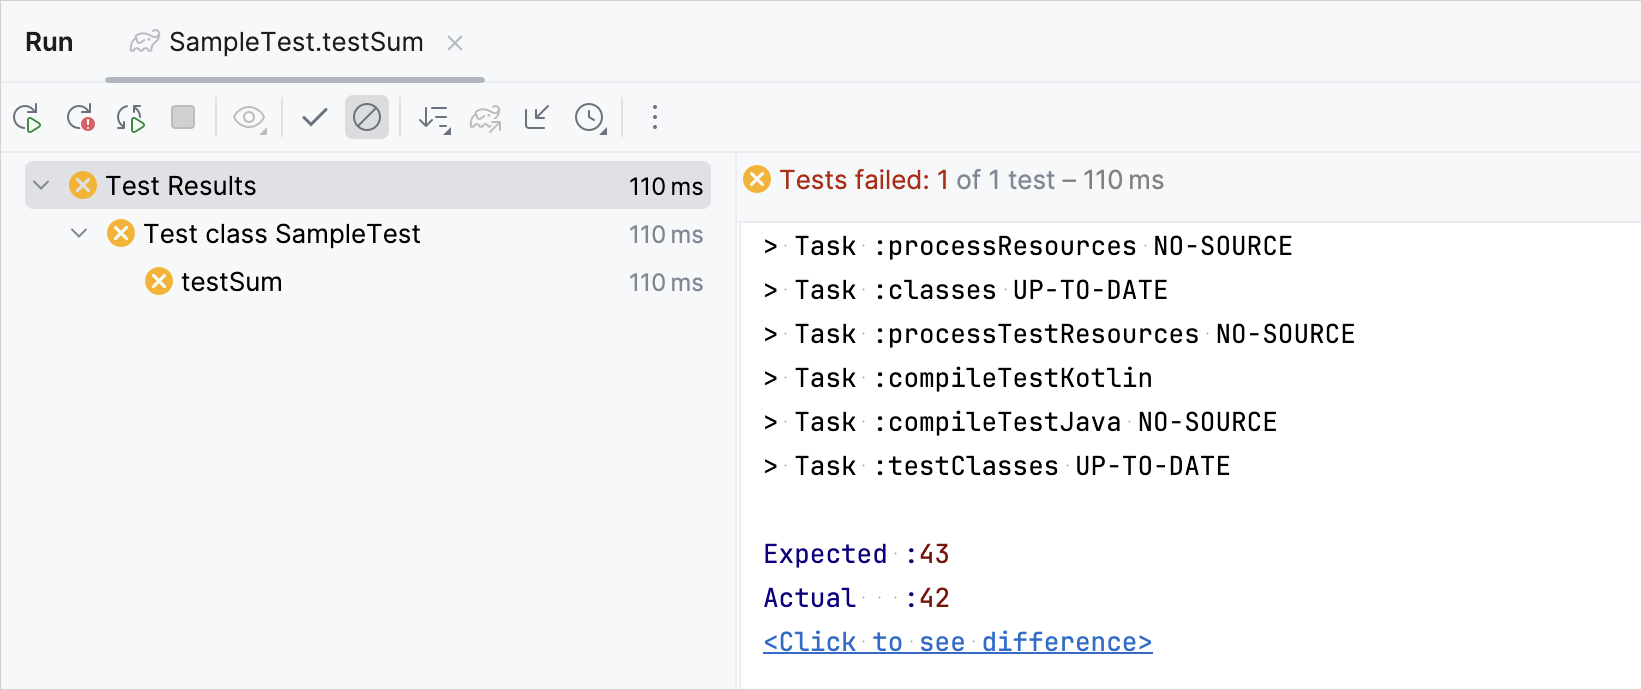 Run SampleTest.testSum
Test Results 110 ms
Test class SampleTest 110 ms
testSum 110 ms
Tests failed: 1 of 1 test – 110 ms
> Task :processResources NO-SOURCE
> Task :classes UP-TO-DATE
> Task :processTestResources NO-SOURCE
> Task :compileTestKotlin
> Task :compileTestJava NO-SOURCE
> Task :testClasses UP-TO-DATE
Expected :43
Actual   :42
<Click to see difference>